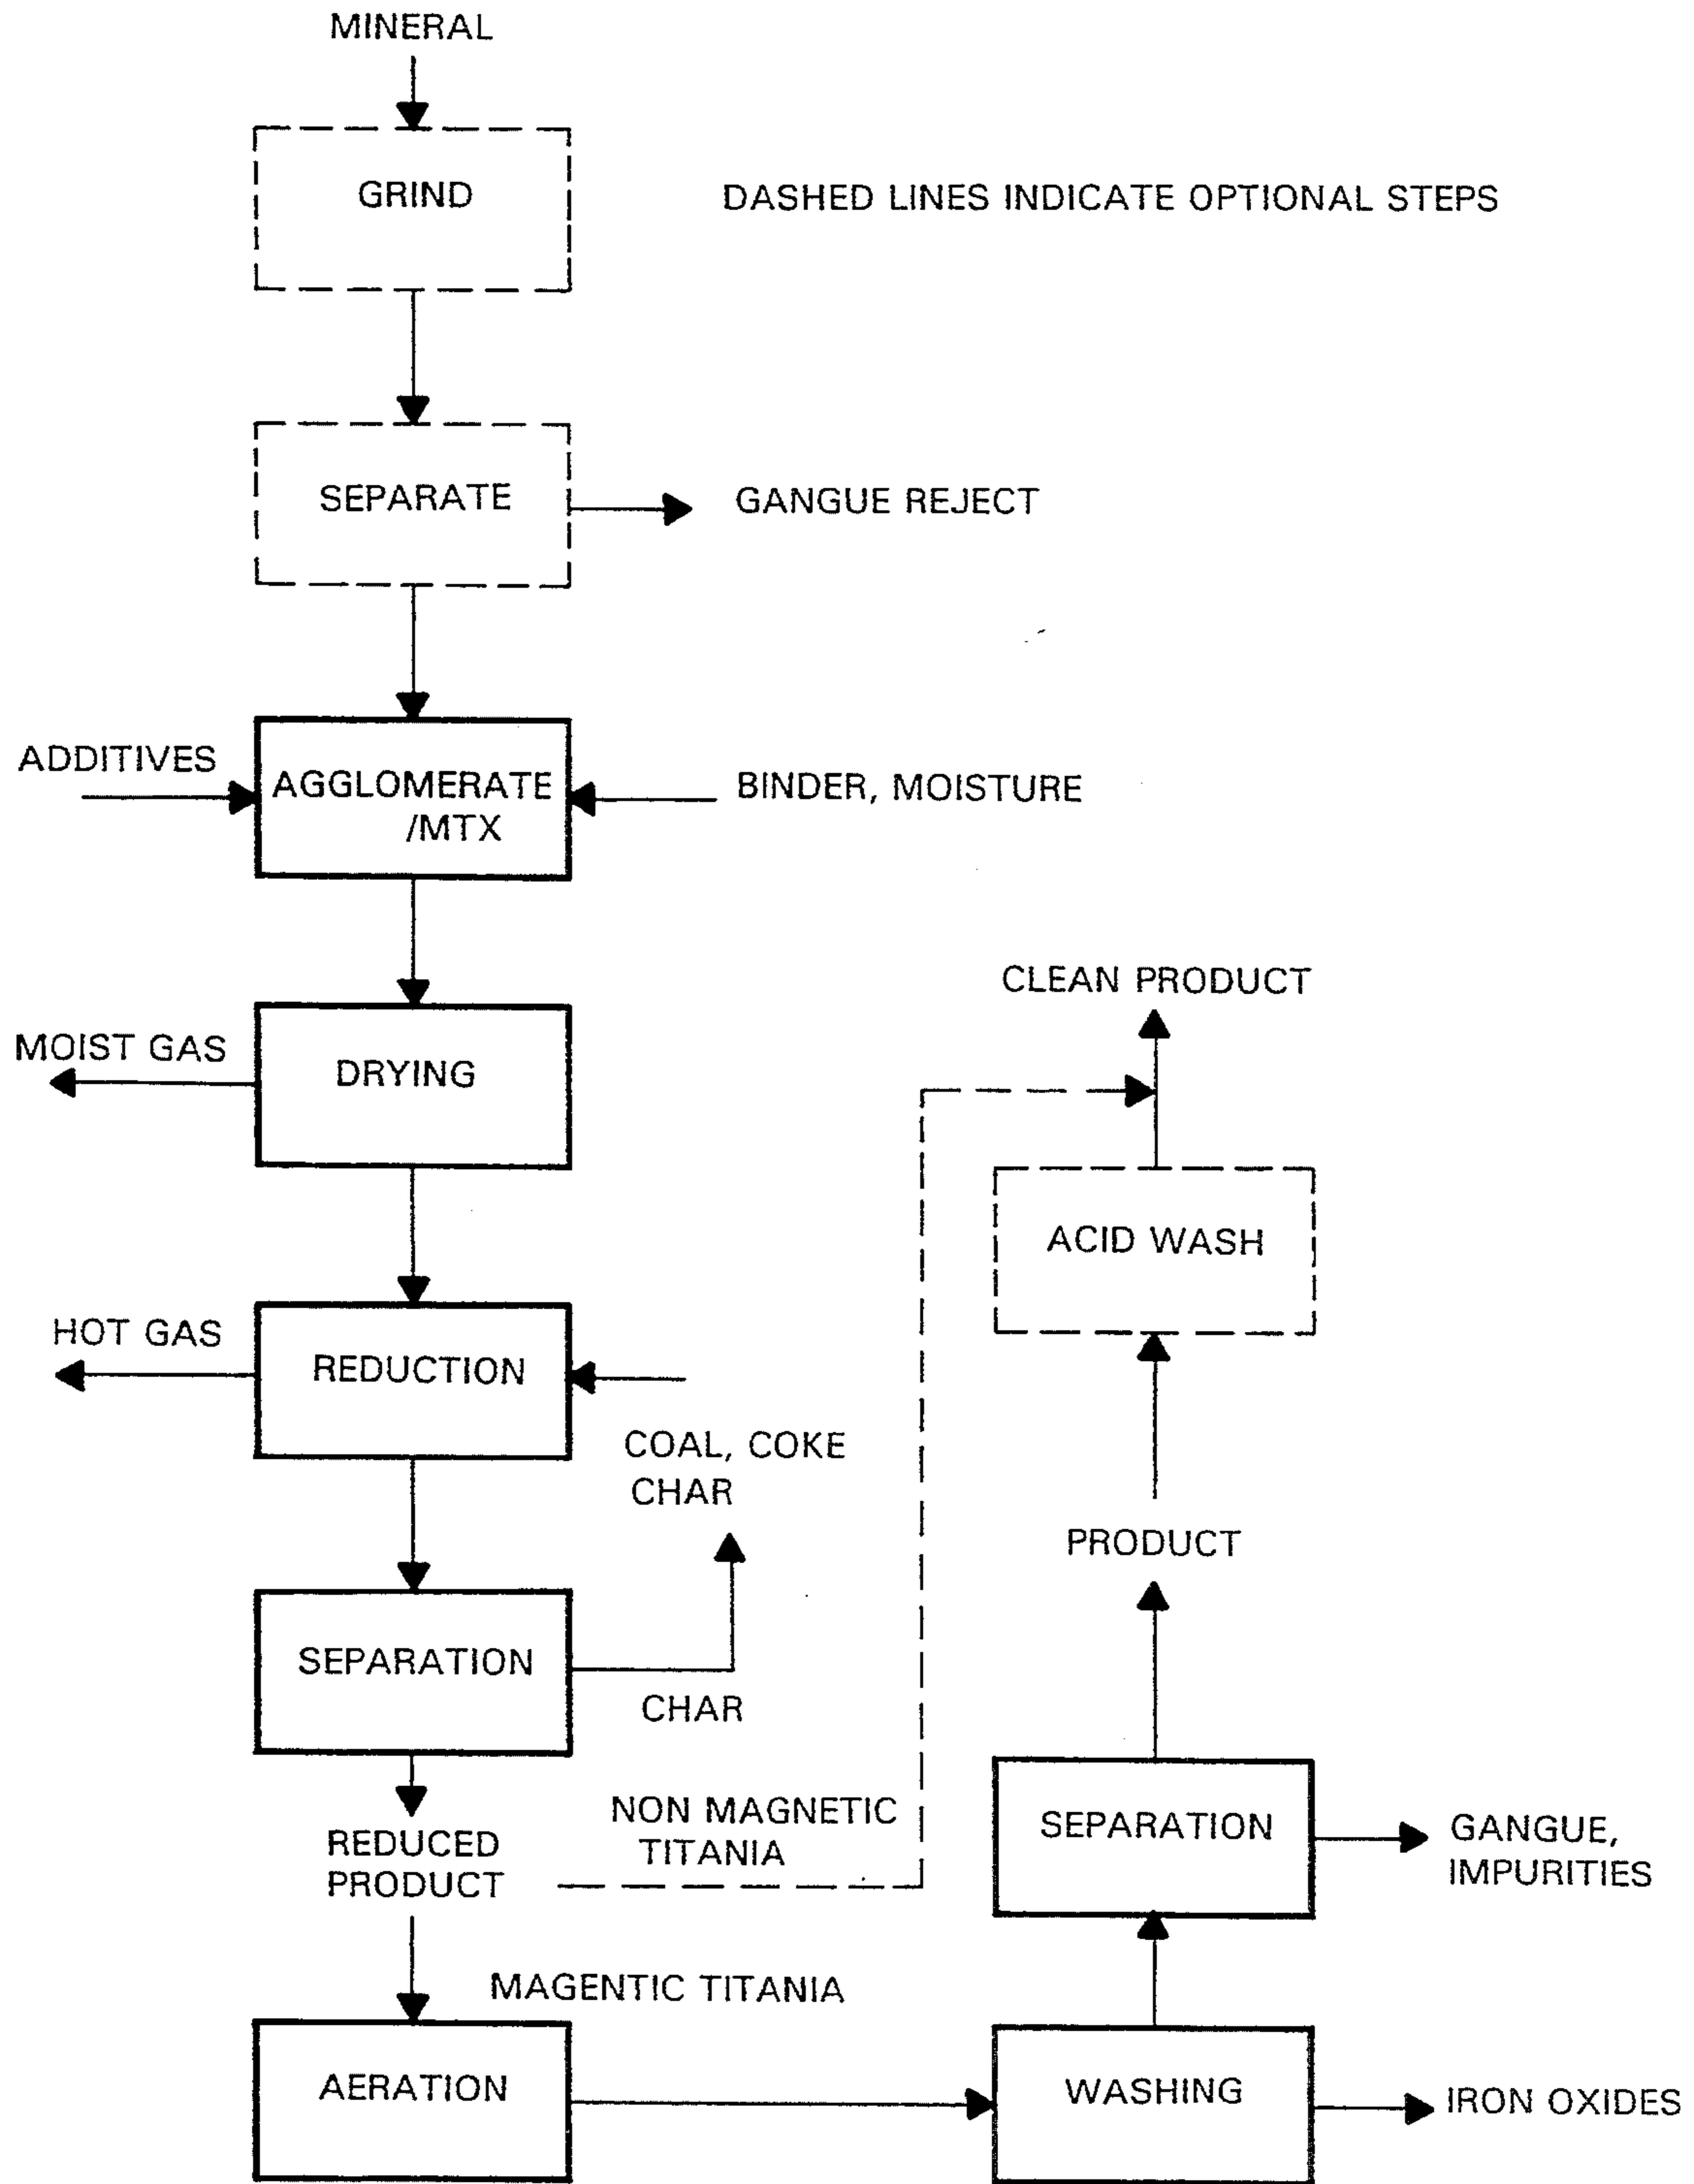 MINERAL
GRIND
DASHED LINES INDICATE OPTIONAL STEPS
SEPARATE
GANGUE REJECT
ADDITIVES
AGGLOMERATE
/MTX
BINDER, MOISTURE
CLEAN PRODUCT
MOIST GAS
DRYING
ACID WASH
HOT GAS
REDUCTION
COAL, COKE
CHAR
PRODUCT
SEPARATION
CHAR
NON MAGNETIC
TITANIA
REDUCED
PRODUCT
SEPARATION
GANGUE,
IMPURITIES
MAGENTIC TITANIA
AERATION
WASHING
IRON OXIDES